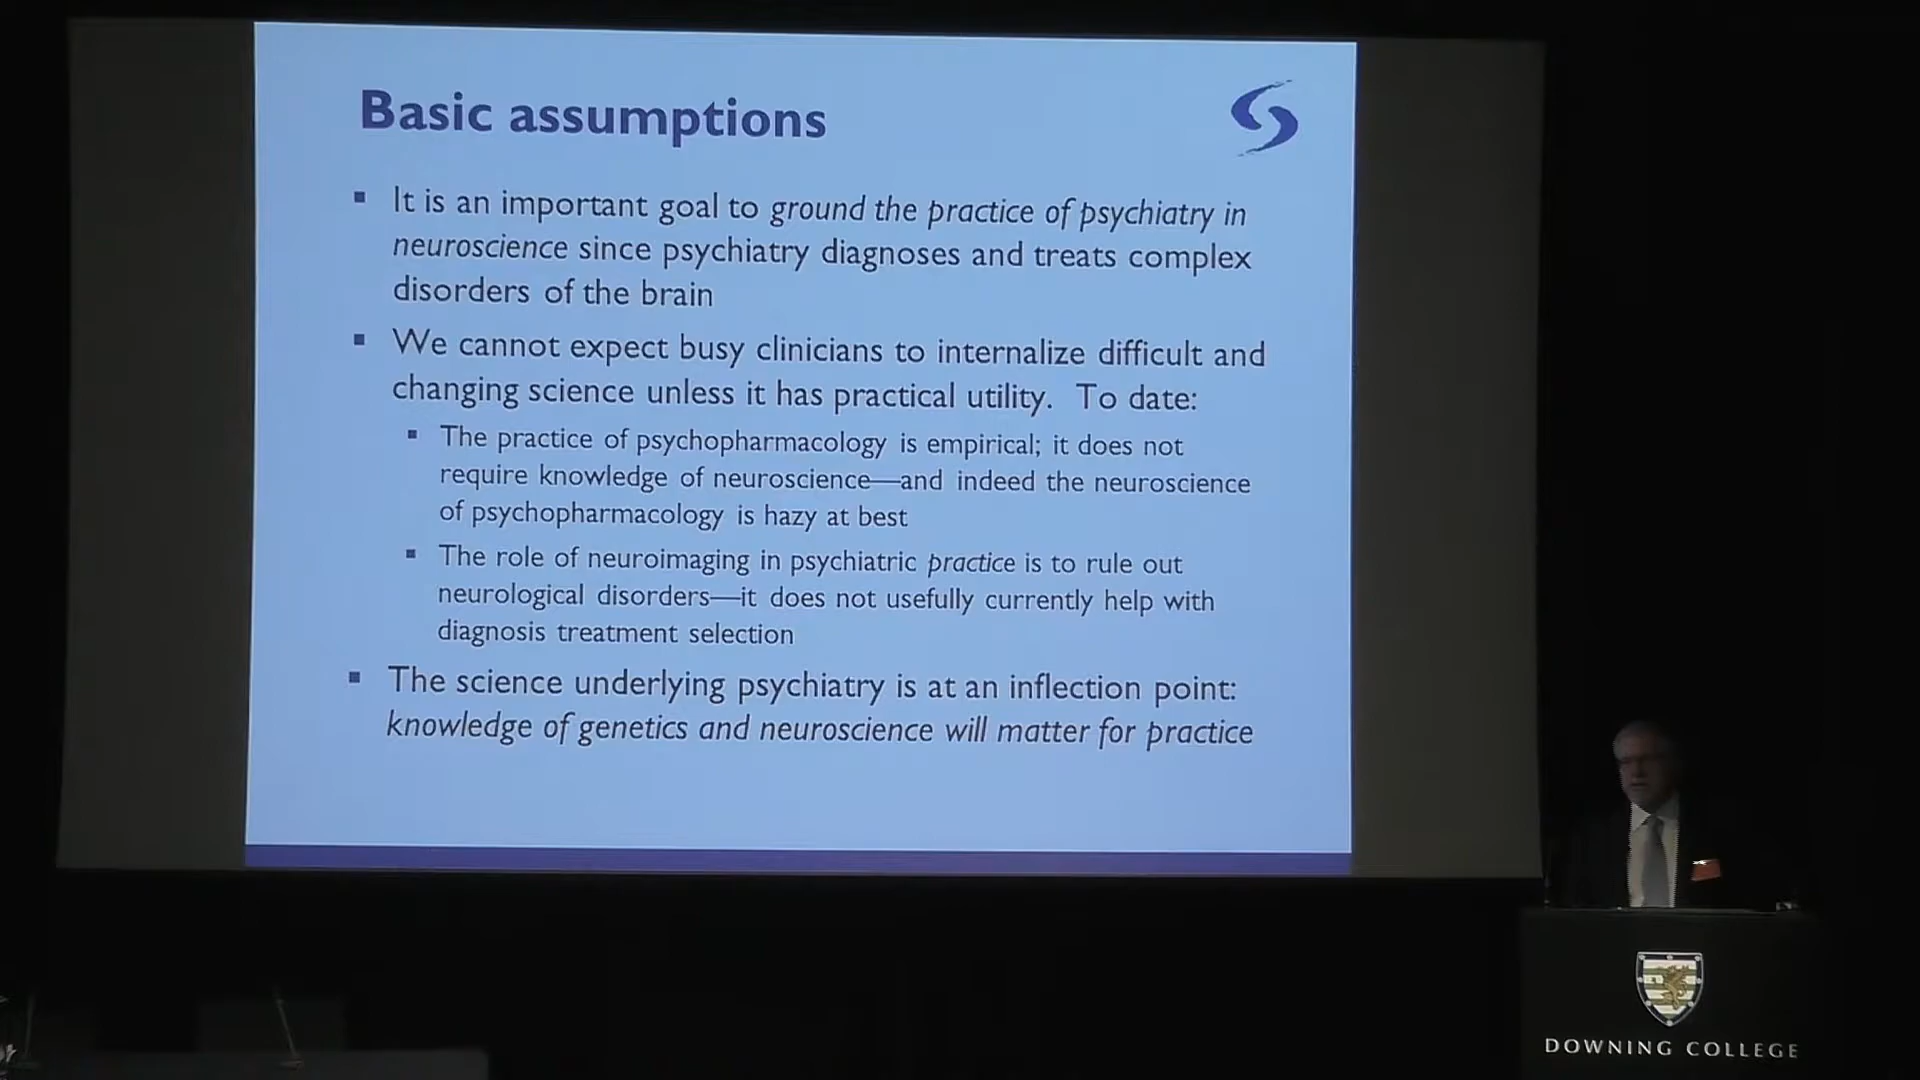 Basic assumptions
It is an important goal to ground the practice of psychiatry in
neuroscience since psychiatry diagnoses and treats complex
disorders of the brain
We cannot expect busy clinicians to internalize difficult and
changing science unless it has practical utility. To date:
The practice of psychopharmacology is empirical; it does not
require knowledge of neuroscience—and indeed the neuroscience
of psychopharmacology is hazy at best
The role of neuroimaging in psychiatric practice is to rule out
neurological disorders—it does not usefully currently help with
diagnosis treatment selection
The science underlying psychiatry is at an inflection point:
knowledge of genetics and neuroscience will matter for practice
DOWNING COLLEGE